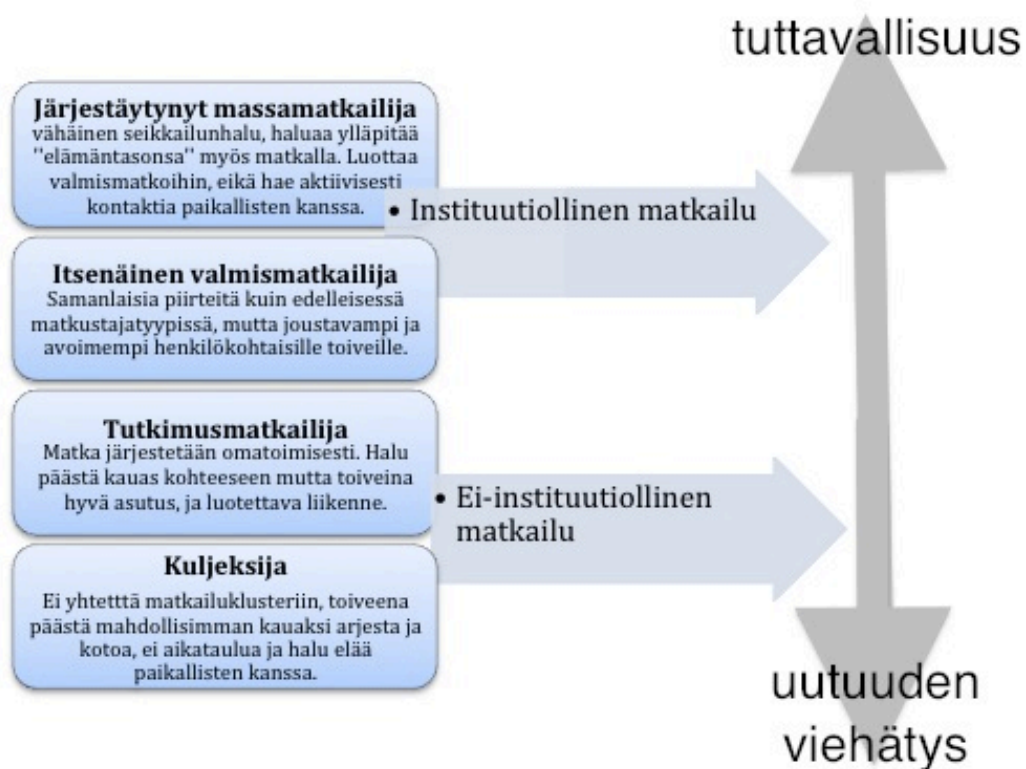 tuttavallisuus
Järjestäytynyt massamatkailija
vähäinen seikkailunhalu, haluaa ylläpitää
"elämäntasonsa" myös matkalla. Luottaa
valmismatkoihin, eikä hae aktiivisesti
kontaktia paikallisten kanssa.
• Instituutiollinen matkailu
Itsenäinen valmismatkailija
Samanlaisia piirteitä kuin edelleisessä
matkustajatyypissä, mutta joustavampi ja
avoimempi henkilökohtaisille toiveille.
Tutkimusmatkailija
Matka järjestetään omatoimisesti. Halu
päästä kauas kohteeseen mutta toiveina
hyvä asutus, ja luotettava liikenne.
• Ei-instituutiollinen
matkailu
Kuljeksija
Ei yhtetttä matkailuklusteriin, toiveena
päästä mahdollisimman kauaksi arjesta ja
kotoa, ei aikataulua ja halu elää
paikallisten kanssa.
uutuuden
viehätys